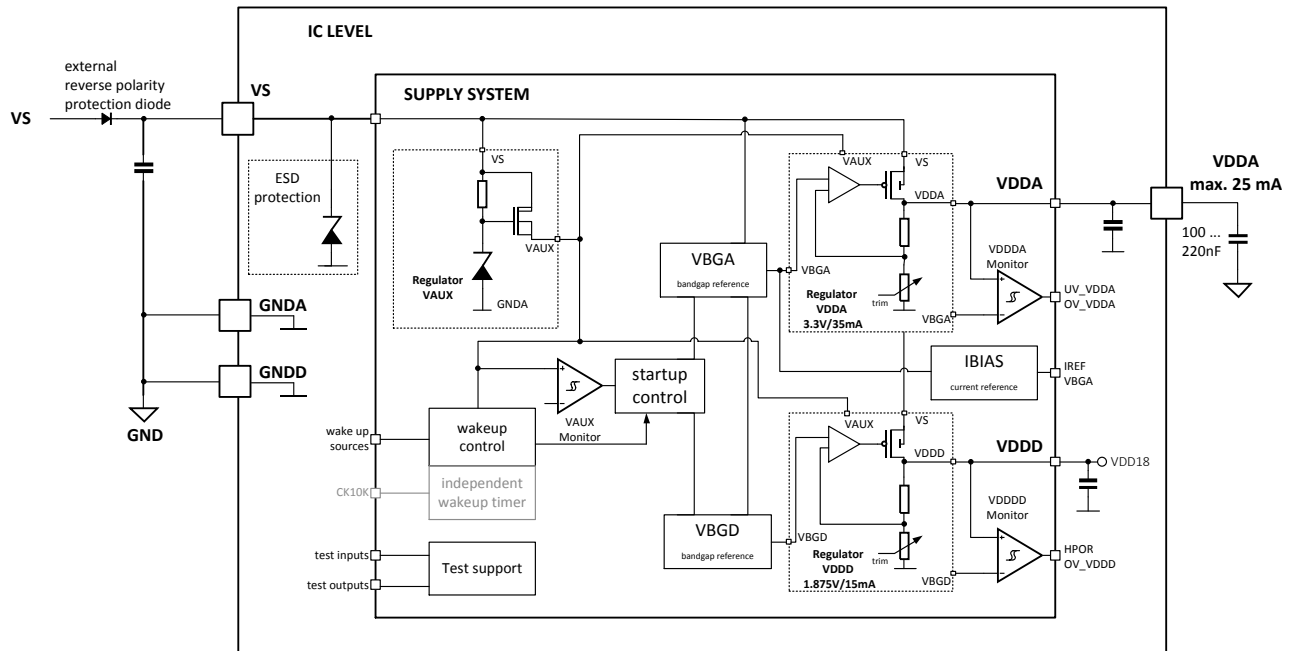 IC LEVEL
external
reverse polarity
protection diode
VS
VS
SUPPLY SYSTEM
ESD
protection
VS
VAUX
Regulator
VAUX
GNDA
VAUX
VS
VDDA
VBGA
trim
Regulator
VDDA
3.3V/35mA
VBGA
VBGA
bandgap reference
VDDA
VDDDA
Monitor
UV_VDDA
OV_VDDA
VDDA
max. 25 mA
100 ...
220nF
GNDA
GNDD
GND
IBIAS
current reference
IREF
VBGA
startup
control
VAUX
Monitor
wake up
sources
wakeup
control
CK10K
independent
wakeup timer
test inputs
test outputs
Test support
VBGD
bandgap reference
VAUX
VS
VDDD
VBGD
trim
Regulator
VDDD
1.875V/15mA
VBGD
VDDD
VDD18
VDDDD
Monitor
HPOR
OV_VDDD